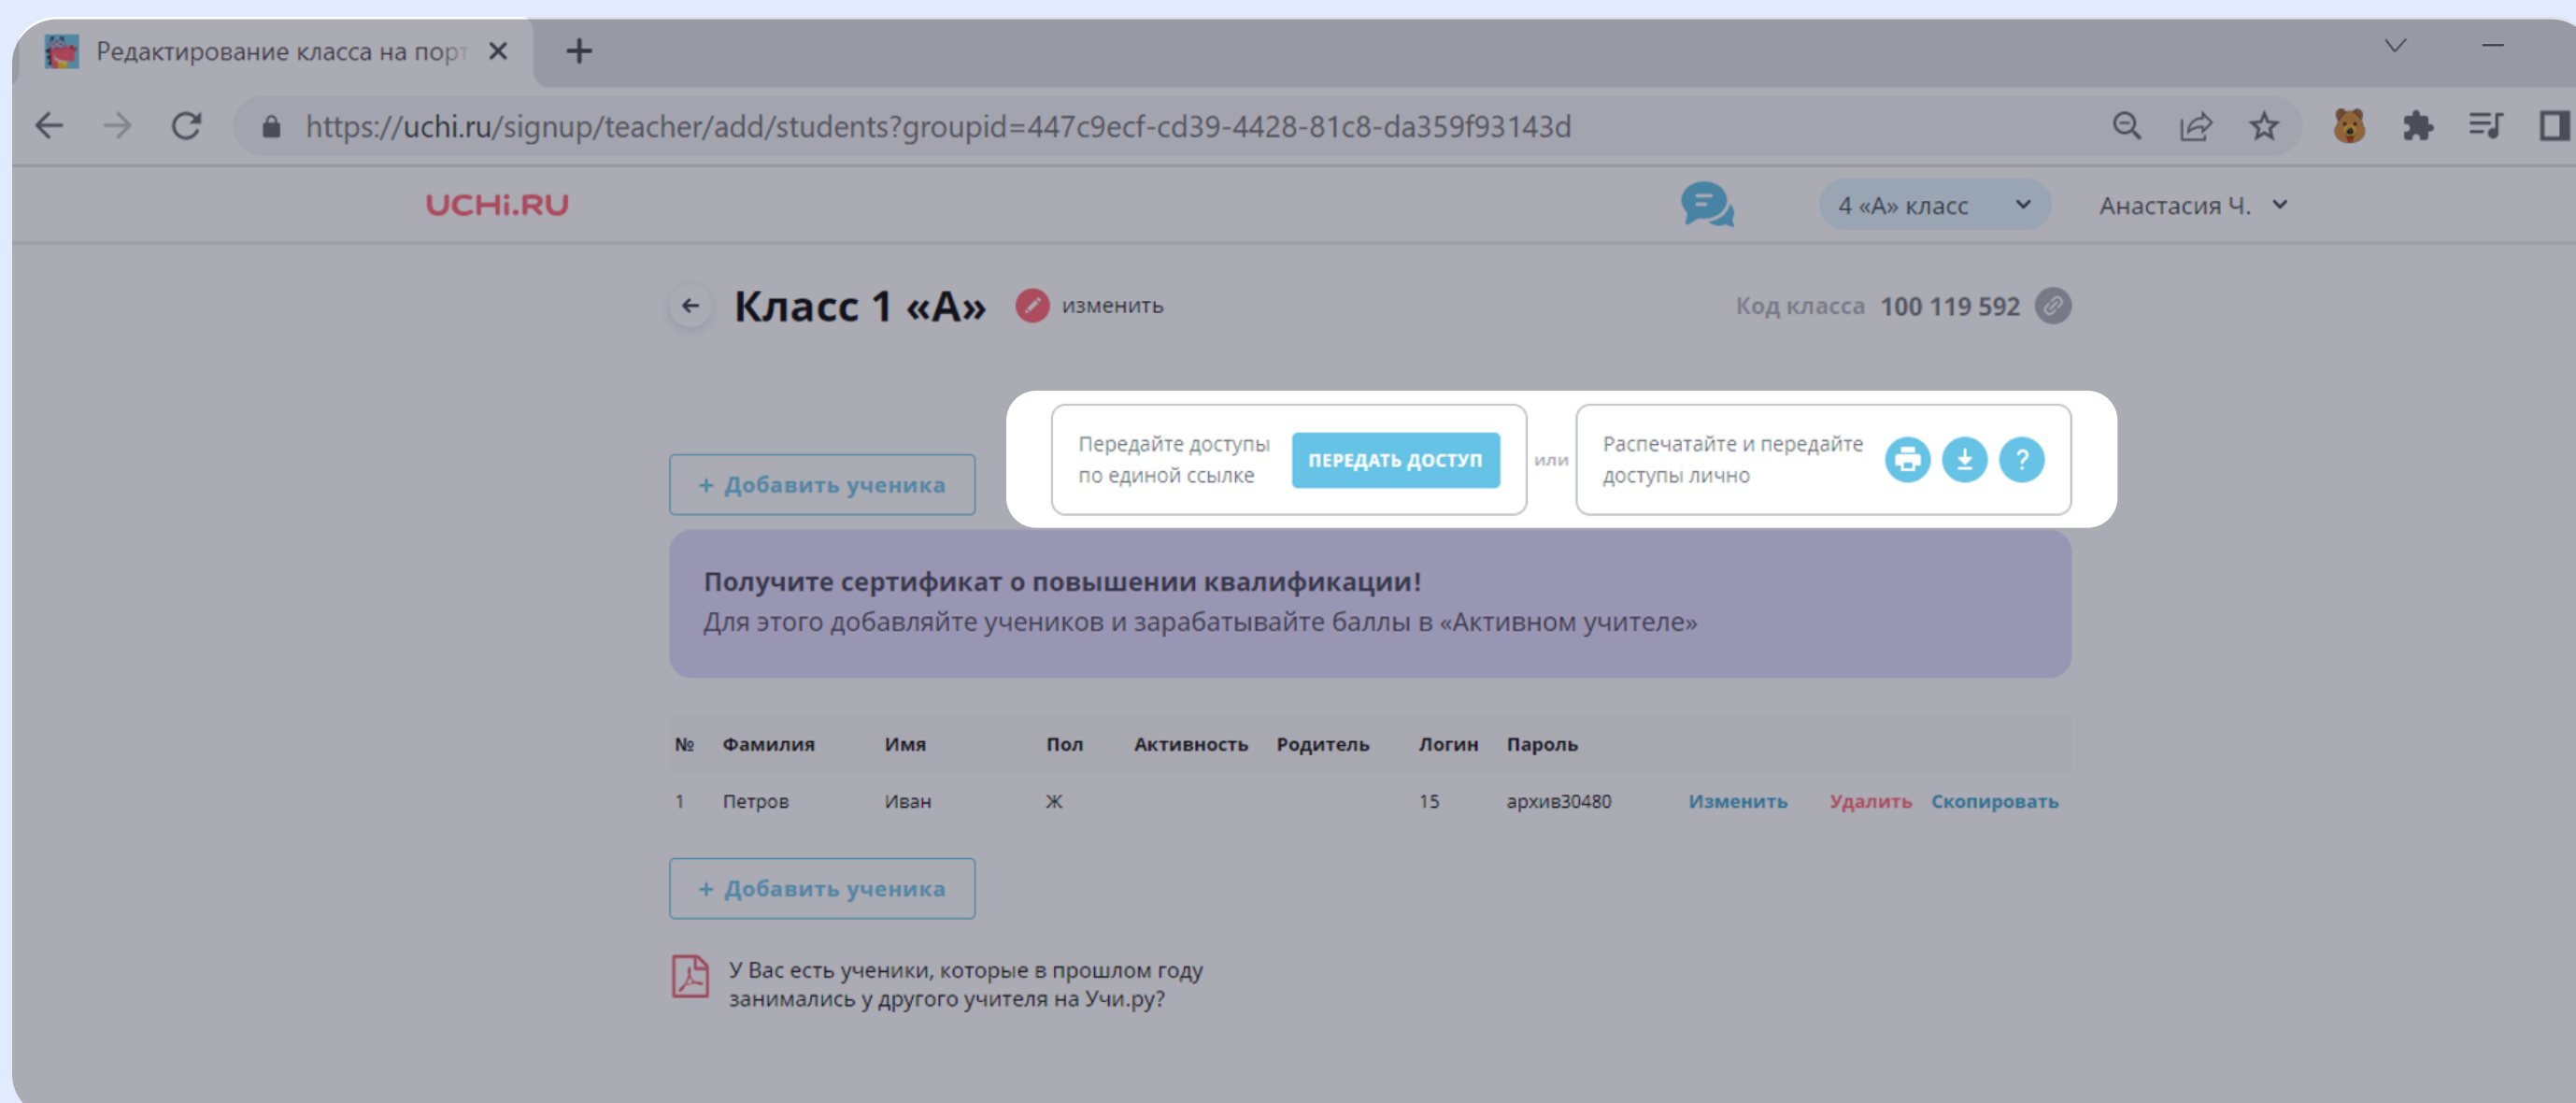 Редактирование класса на порт
https://uchi.ru/signup/teacher/add/students?groupid=447c9ecf-cd39-4428-81c8-da359f93143d
UCHi.RU
4 «А» класс
Анастасия Ч.
Класс 1 «А»
изменить
Код класса 100 119 592
+ Добавить ученика
Передайте доступы
по единой ссылке
ПЕРЕДАТЬ ДОСТУП
или
Распечатайте и передайте
доступы лично
?
Получите сертификат о повышении квалификации!
Для этого добавляйте учеников и зарабатывайте баллы в «Активном учителе»
№ Фамилия Имя Пол Активность Родитель Логин Пароль
1 Петров Иван Ж 15 архив30480 Изменить Удалить Скопировать
+ Добавить ученика
У Вас есть ученики, которые в прошлом году
занимались у другого учителя на Учи.ру?